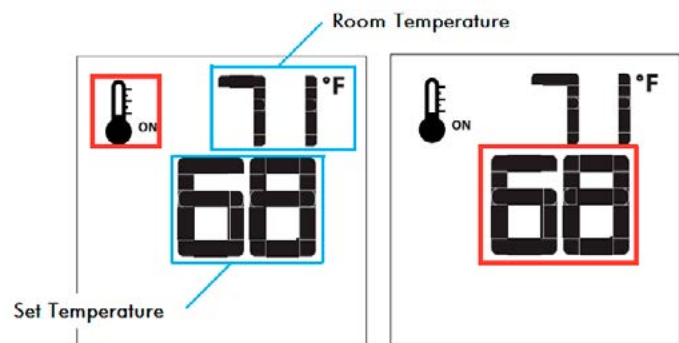 Room Temperature
71 °F
ON
68
Set Temperature
71 °F
ON
68